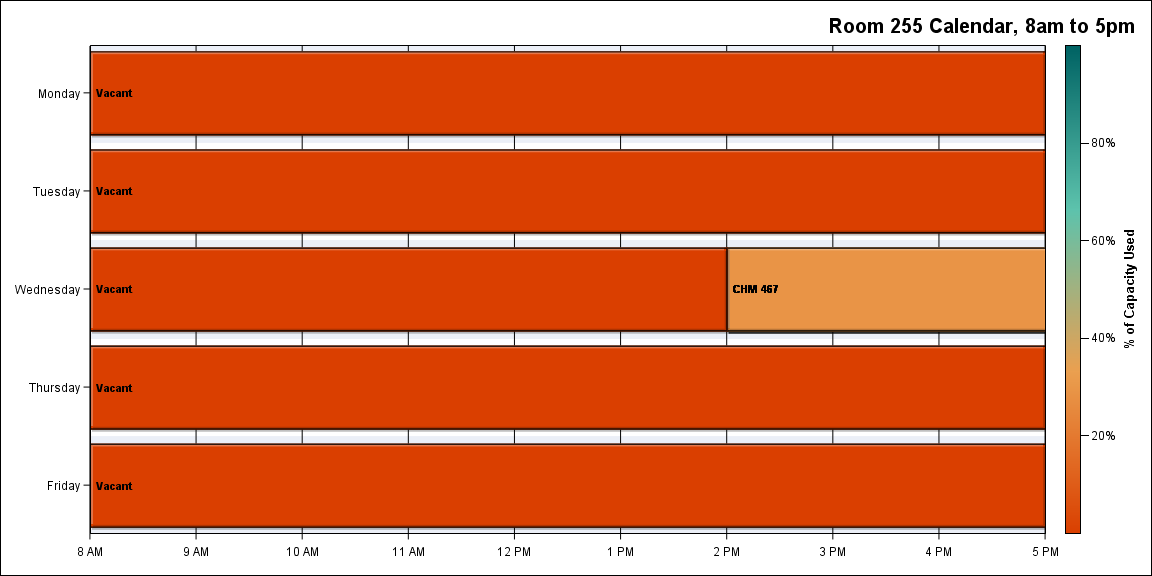 Room 255 Calendar, 8am to 5pm
Monday
Vacant
Tuesday
Vacant
Wednesday
Vacant
CHM 467
Thursday
Vacant
Friday
Vacant
8 AM
9 AM
10 AM
11 AM
12 PM
1 PM
2 PM
3 PM
4 PM
5 PM
80%
60%
40%
20%
% of Capacity Used